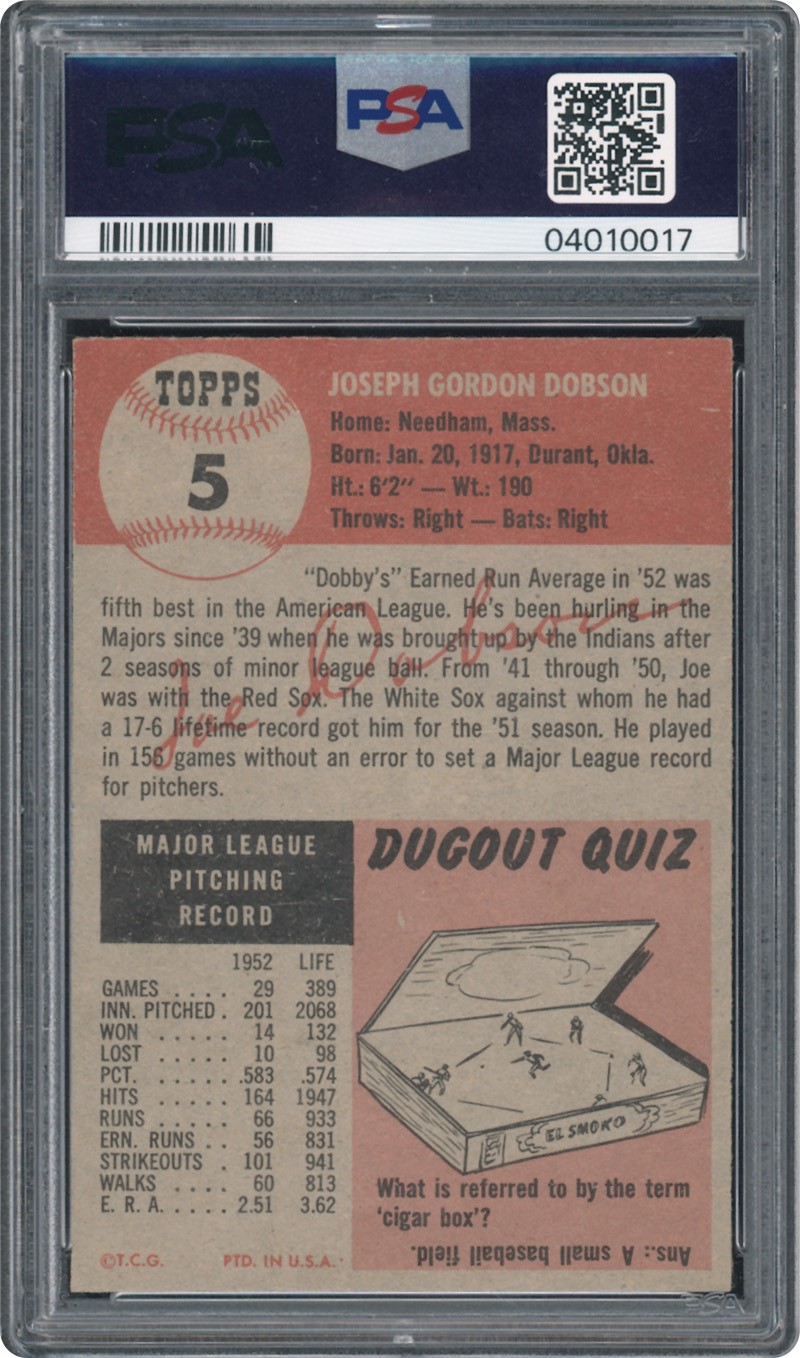 PSA
PSA
04010017
TOPPS
5
JOSEPH GORDON DOBSON
Home: Needham, Mass.
Born: Jan. 20, 1917, Durant, Okla.
Ht.: 6'2" — Wt.: 190
Throws: Right — Bats: Right
"Dobby's" Earned Run Average in '52 was
fifth best in the American League. He's been hurling in the
Majors since '39 when he was brought up by the Indians after
2 seasons of minor league ball. From '41 through '50, Joe
was with the Red Sox. The White Sox against whom he had
a 17-6 lifetime record got him for the '51 season. He played
in 156 games without an error to set a Major League record
for pitchers.
Joe Dobson
MAJOR LEAGUE
PITCHING
RECORD
1952 LIFE
GAMES .... 29 389
INN. PITCHED . 201 2068
WON ..... 14 132
LOST ..... 10 98
PCT. ..... .583 .574
HITS ..... 164 1947
RUNS ..... 66 933
ERN. RUNS .. 56 831
STRIKEOUTS . 101 941
WALKS .... 60 813
E. R. A. .... 2.51 3.62
©T.C.G. PTD. IN U.S.A.
DUGOUT QUIZ
EL SMOKO
What is referred to by the term
'cigar box'?
Ans.: A small baseball field.
PSA